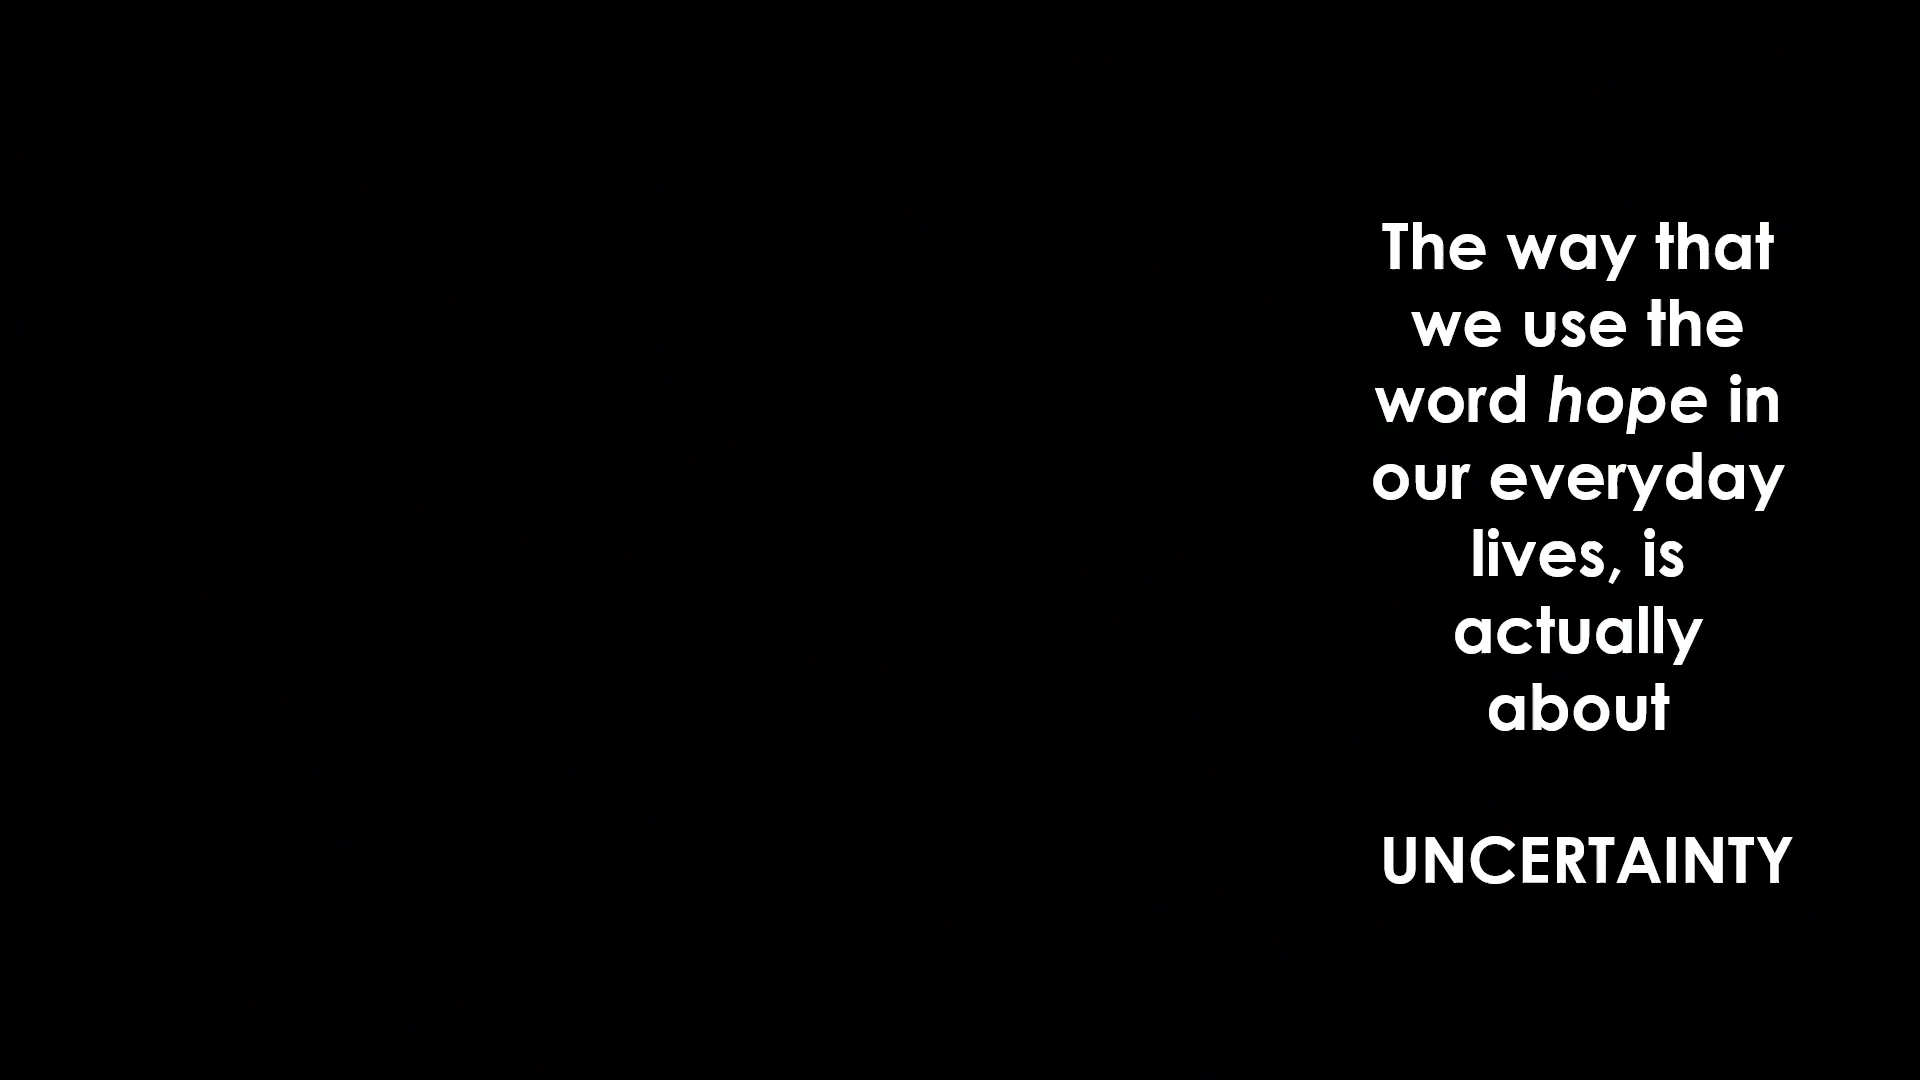 The way that
we use the
word hope in
our everyday
lives, is
actually
about
UNCERTAINTY